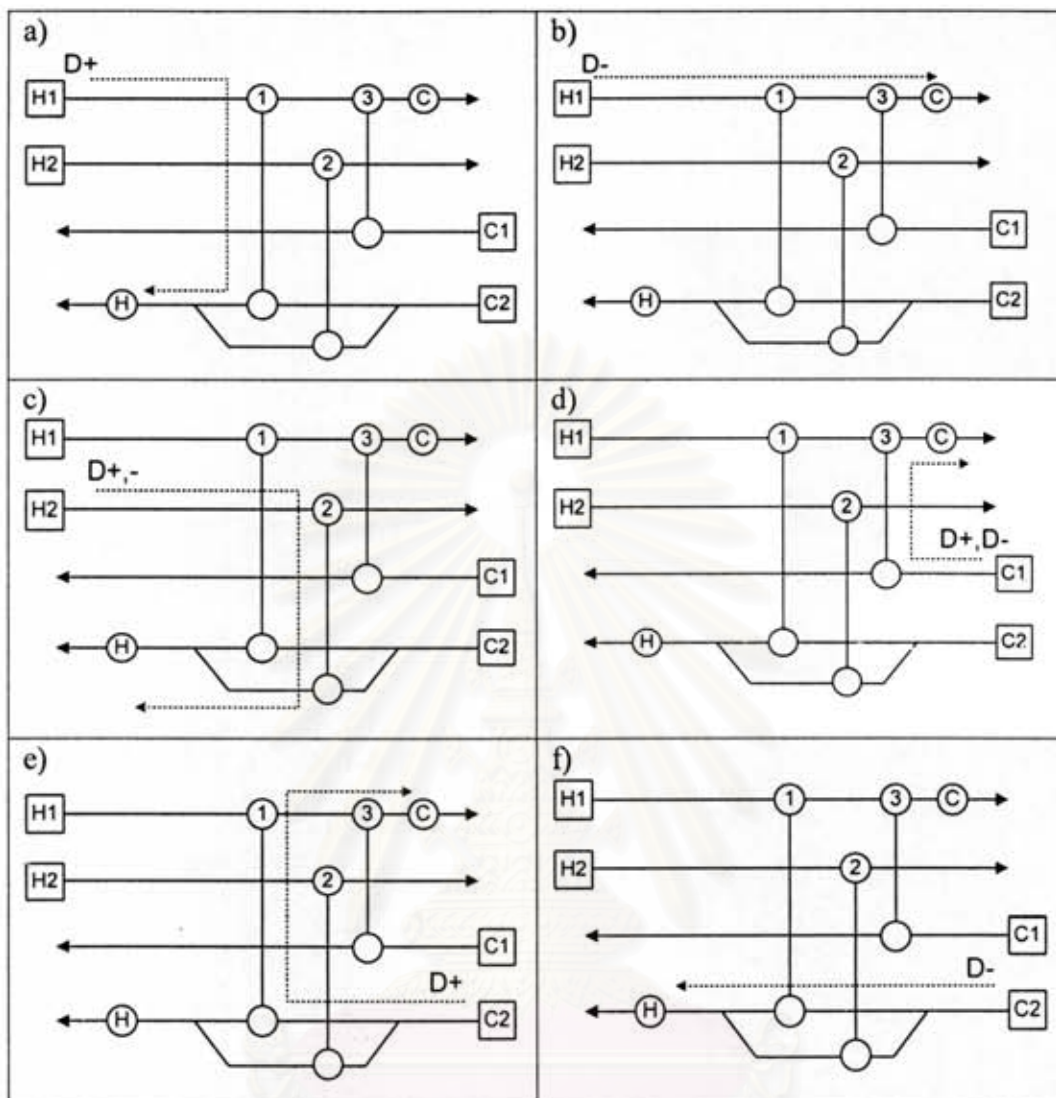 a)
D+
H1 1 3 C
H2 2
C1
H C2
b)
D-
H1 1 3 C
H2 2
C1
H C2
c)
H1 1 3 C
D+,-
H2 2
C1
H C2
d)
H1 1 3 C
H2 2
D+,D-
C1
H C2
e)
H1 1 3 C
H2 2
C1
D+
H C2
f)
H1 1 3 C
H2 2
C1
D-
H C2